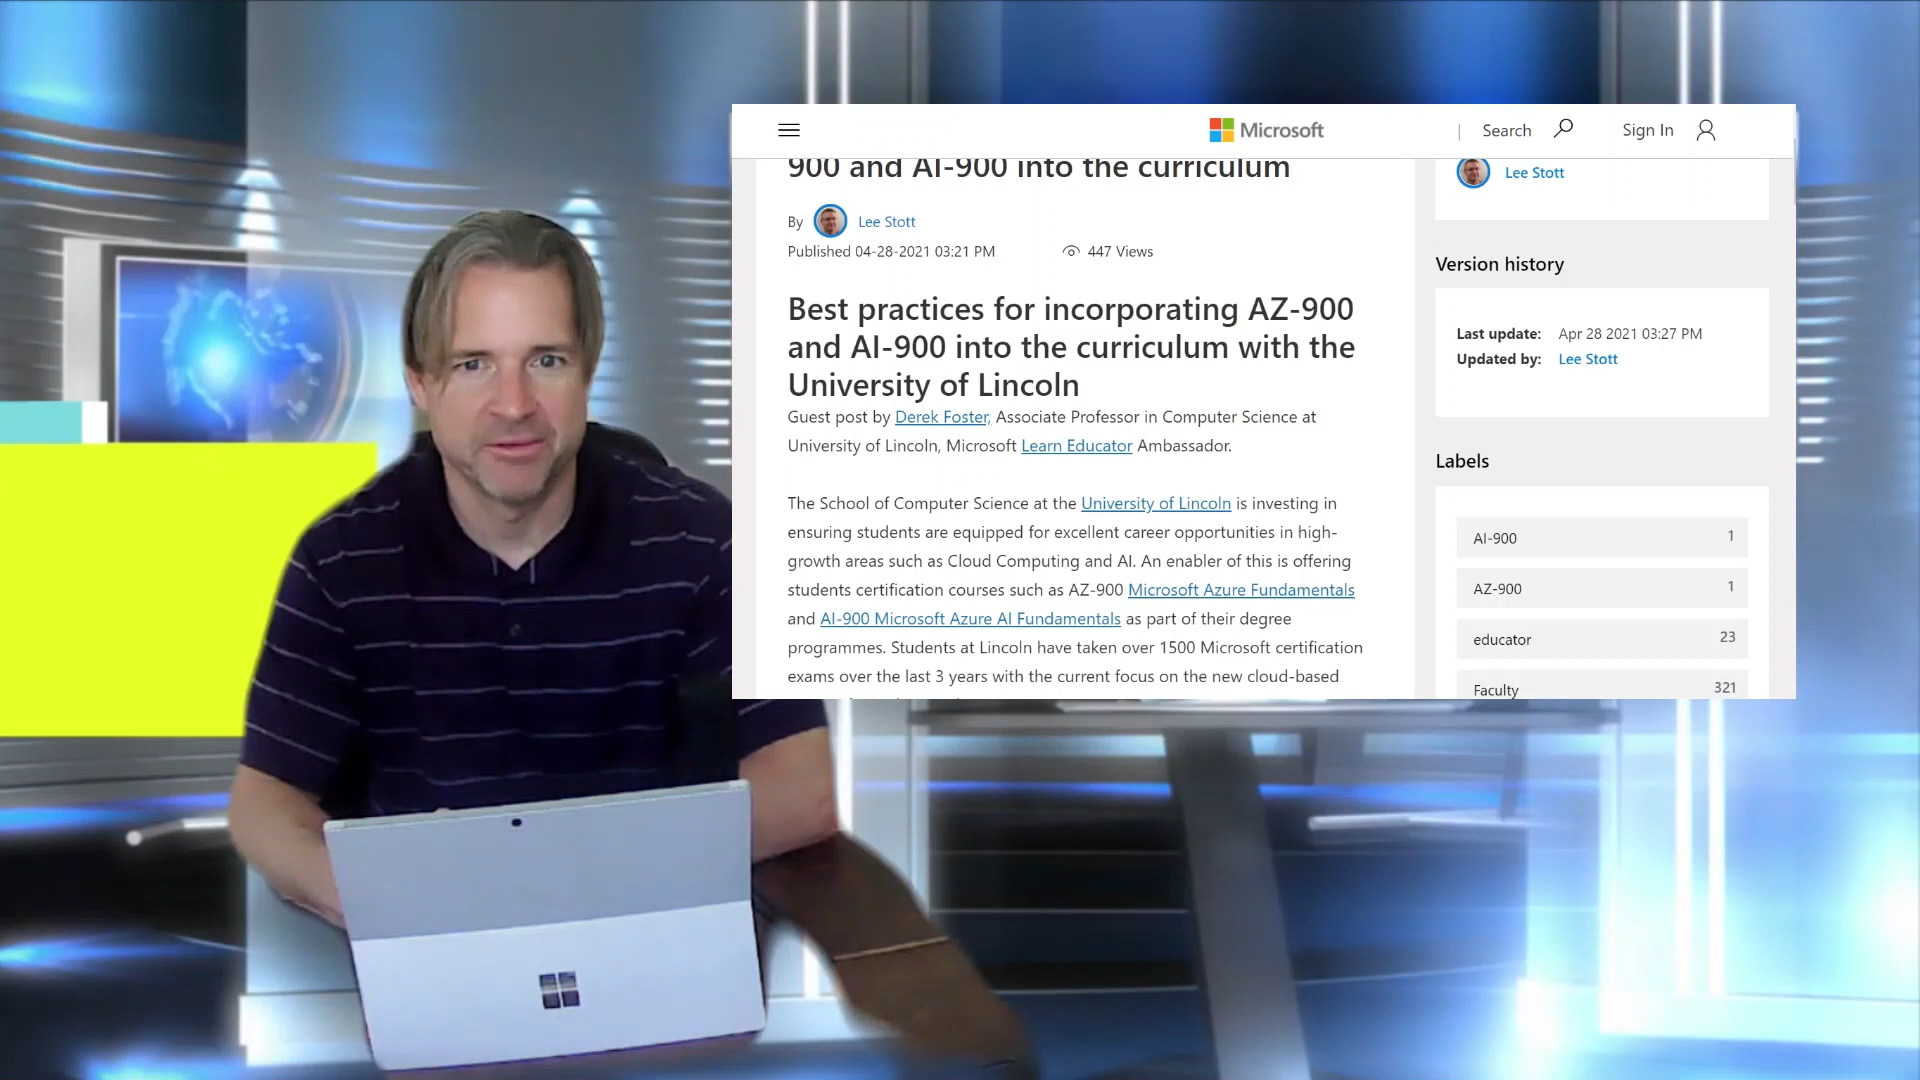 Microsoft
Search
Sign In
900 and AI-900 into the curriculum
By Lee Stott
Published 04-28-2021 03:21 PM
447 Views
Best practices for incorporating AZ-900
and AI-900 into the curriculum with the
University of Lincoln
Guest post by Derek Foster, Associate Professor in Computer Science at
University of Lincoln, Microsoft Learn Educator Ambassador.
The School of Computer Science at the University of Lincoln is investing in
ensuring students are equipped for excellent career opportunities in high-
growth areas such as Cloud Computing and AI. An enabler of this is offering
students certification courses such as AZ-900 Microsoft Azure Fundamentals
and AI-900 Microsoft Azure AI Fundamentals as part of their degree
programmes. Students at Lincoln have taken over 1500 Microsoft certification
exams over the last 3 years with the current focus on the new cloud-based
Lee Stott
Version history
Last update: Apr 28 2021 03:27 PM
Updated by: Lee Stott
Labels
AI-900 1
AZ-900 1
educator 23
Faculty 321